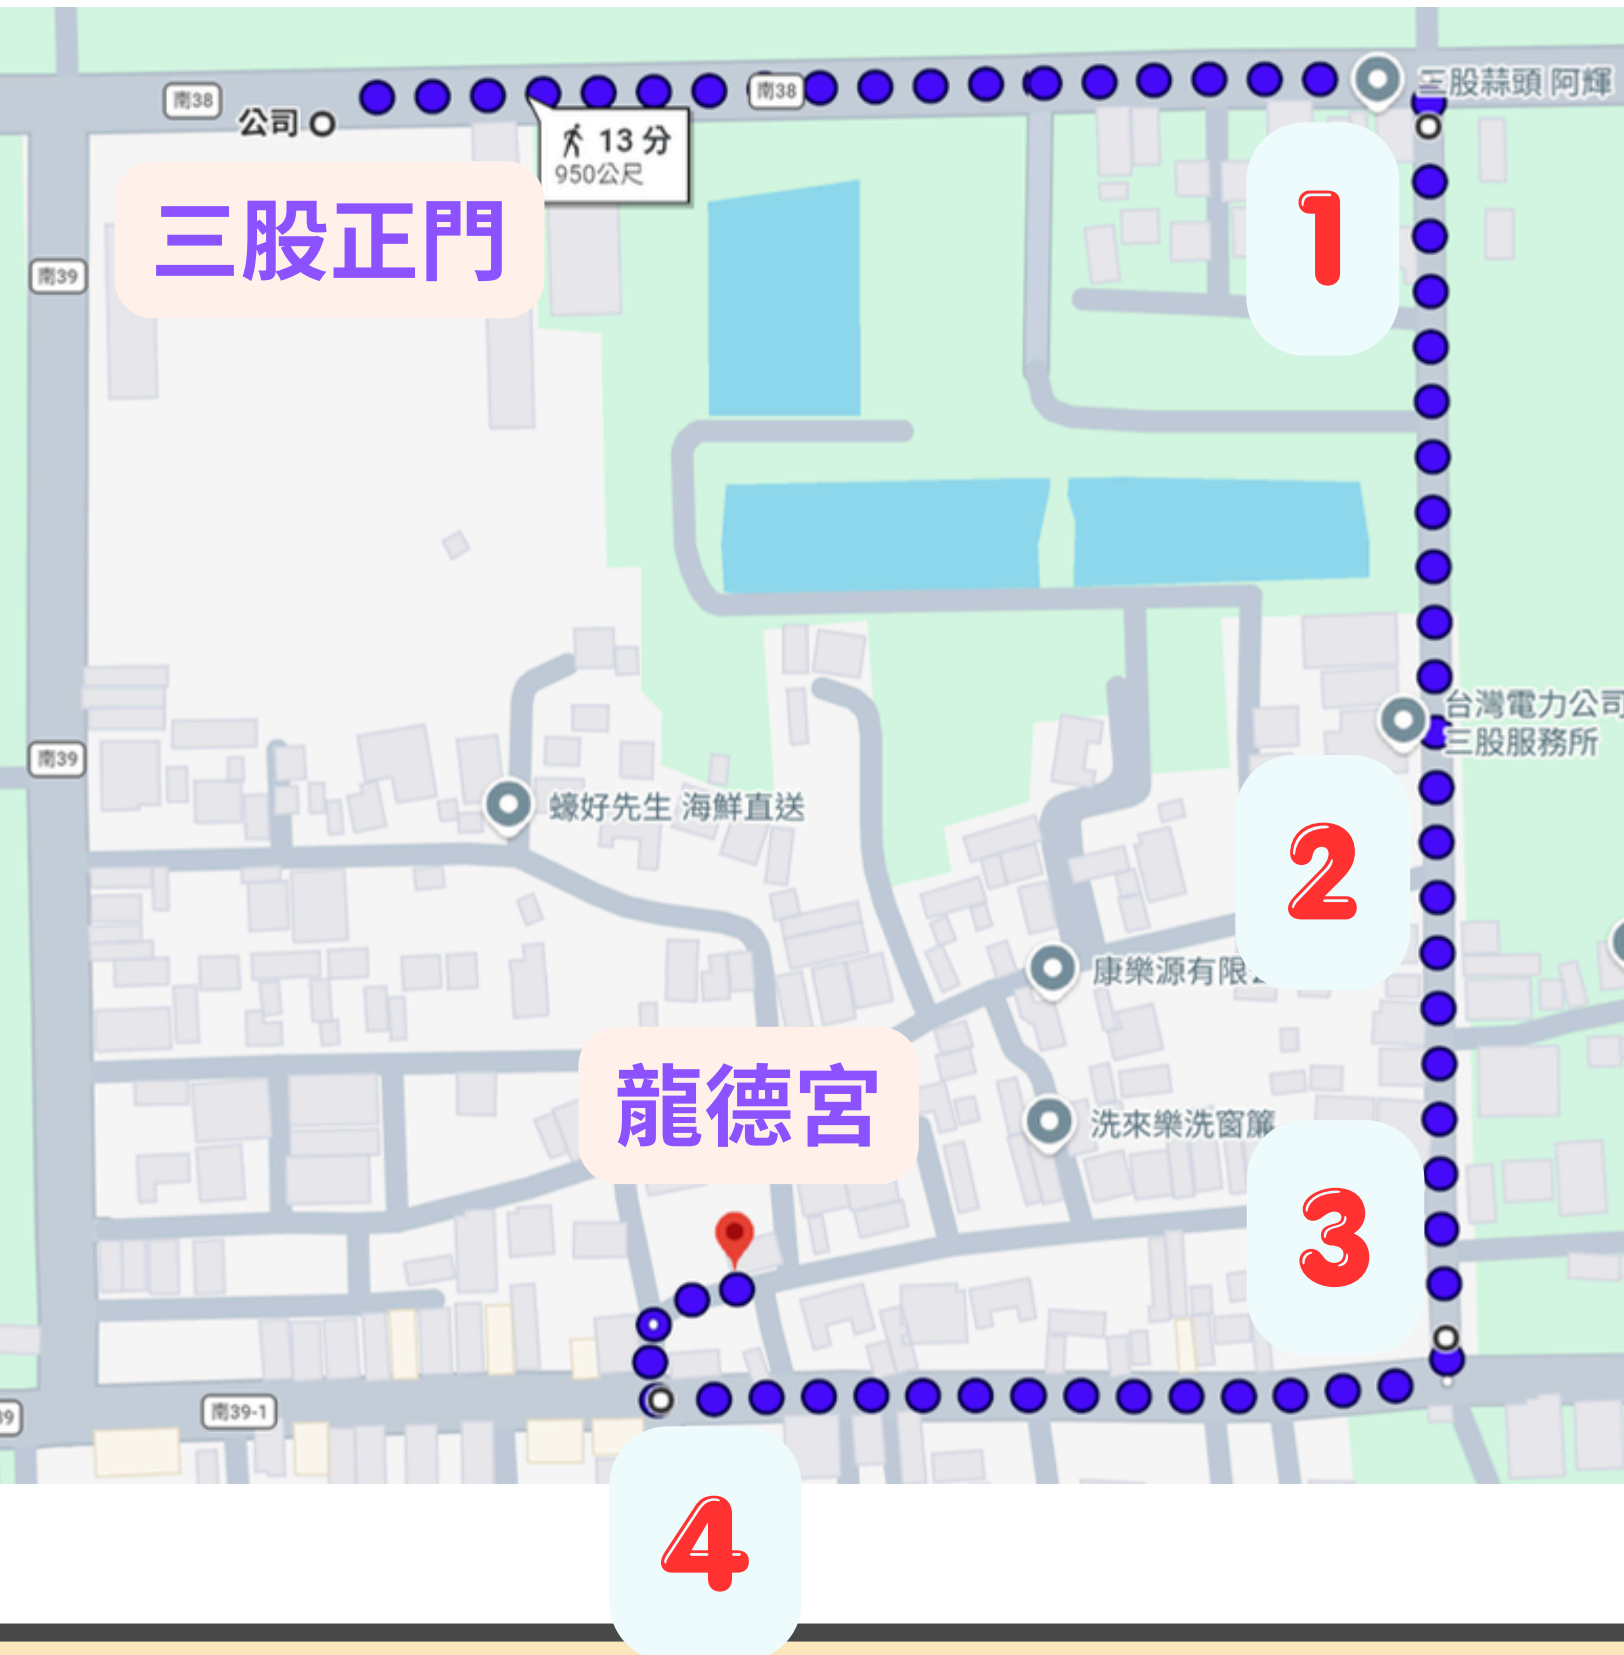 三股蒜頭 阿輝
南38
南38
公司
13 分
950公尺
1
三股正門
南39
台灣電力公司
三股服務所
南39
蠔好先生 海鮮直送
2
康樂源有限
龍德宮
洗來樂洗窗簾
3
南39-1
39
4